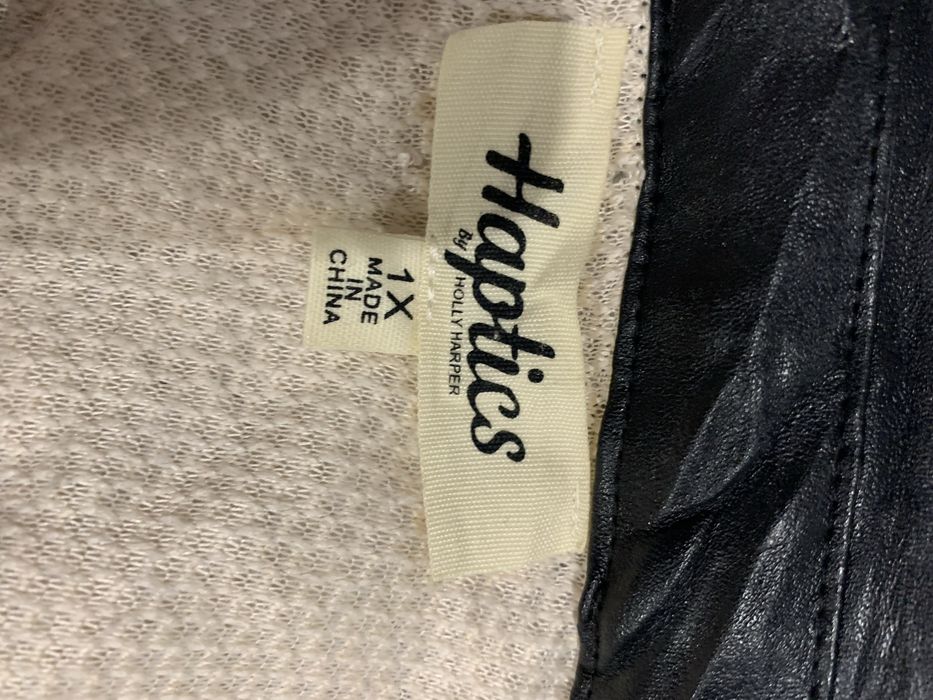 Haptics
By HOLLY HARPER
1X
MADE
IN
CHINA